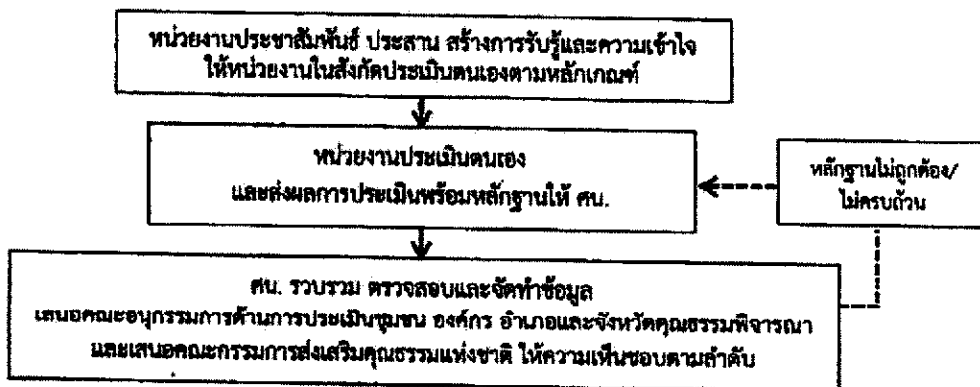 หน่วยงานประชาสัมพันธ์ ประสาน สร้างการรับรู้และความเข้าใจ
ให้หน่วยงานในสังกัดประเมินตนเองตามหลักเกณฑ์
หน่วยงานประเมินตนเอง
และส่งผลการประเมินพร้อมหลักฐานให้ ศน.
หลักฐานไม่ถูกต้อง/
ไม่ครบถ้วน
ศน. รวบรวม ตรวจสอบและจัดทำข้อมูล
เสนอคณะอนุกรรมการด้านการประเมินชุมชน องค์กร อำเภอและจังหวัดคุณธรรมพิจารณา
และเสนอคณะกรรมการส่งเสริมคุณธรรมแห่งชาติ ให้ความเห็นชอบตามลำดับ